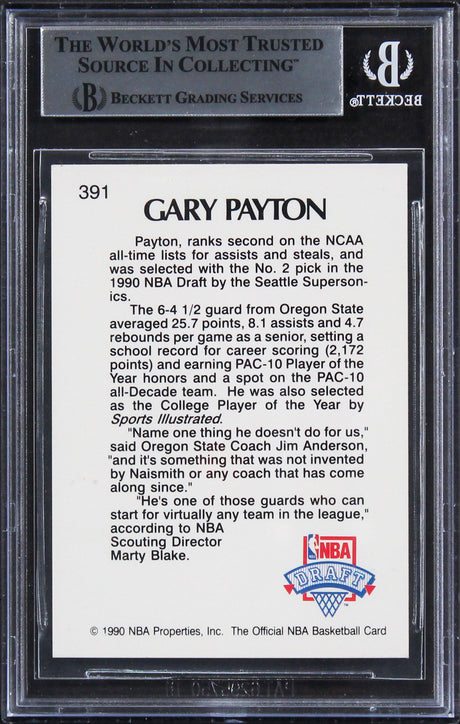 THE WORLD'S MOST TRUSTED
SOURCE IN COLLECTING™
B BECKETT GRADING SERVICES
B
BECKETT®
391
GARY PAYTON
Payton, ranks second on the NCAA
all-time lists for assists and steals, and
was selected with the No. 2 pick in the
1990 NBA Draft by the Seattle Superson-
ics.
The 6-4 1/2 guard from Oregon State
averaged 25.7 points, 8.1 assists and 4.7
rebounds per game as a senior, setting a
school record for career scoring (2,172
points) and earning PAC-10 Player of the
Year honors and a spot on the PAC-10
all-Decade team. He was also selected
as the College Player of the Year by
Sports Illustrated.
"Name one thing he doesn't do for us,"
said Oregon State Coach Jim Anderson,
"and it's something that was not invented
by Naismith or any coach that has come
along since."
"He's one of those guards who can
start for virtually any team in the league,"
according to NBA
Scouting Director
Marty Blake.
NBA
DRAFT™
© 1990 NBA Properties, Inc. The Official NBA Basketball Card